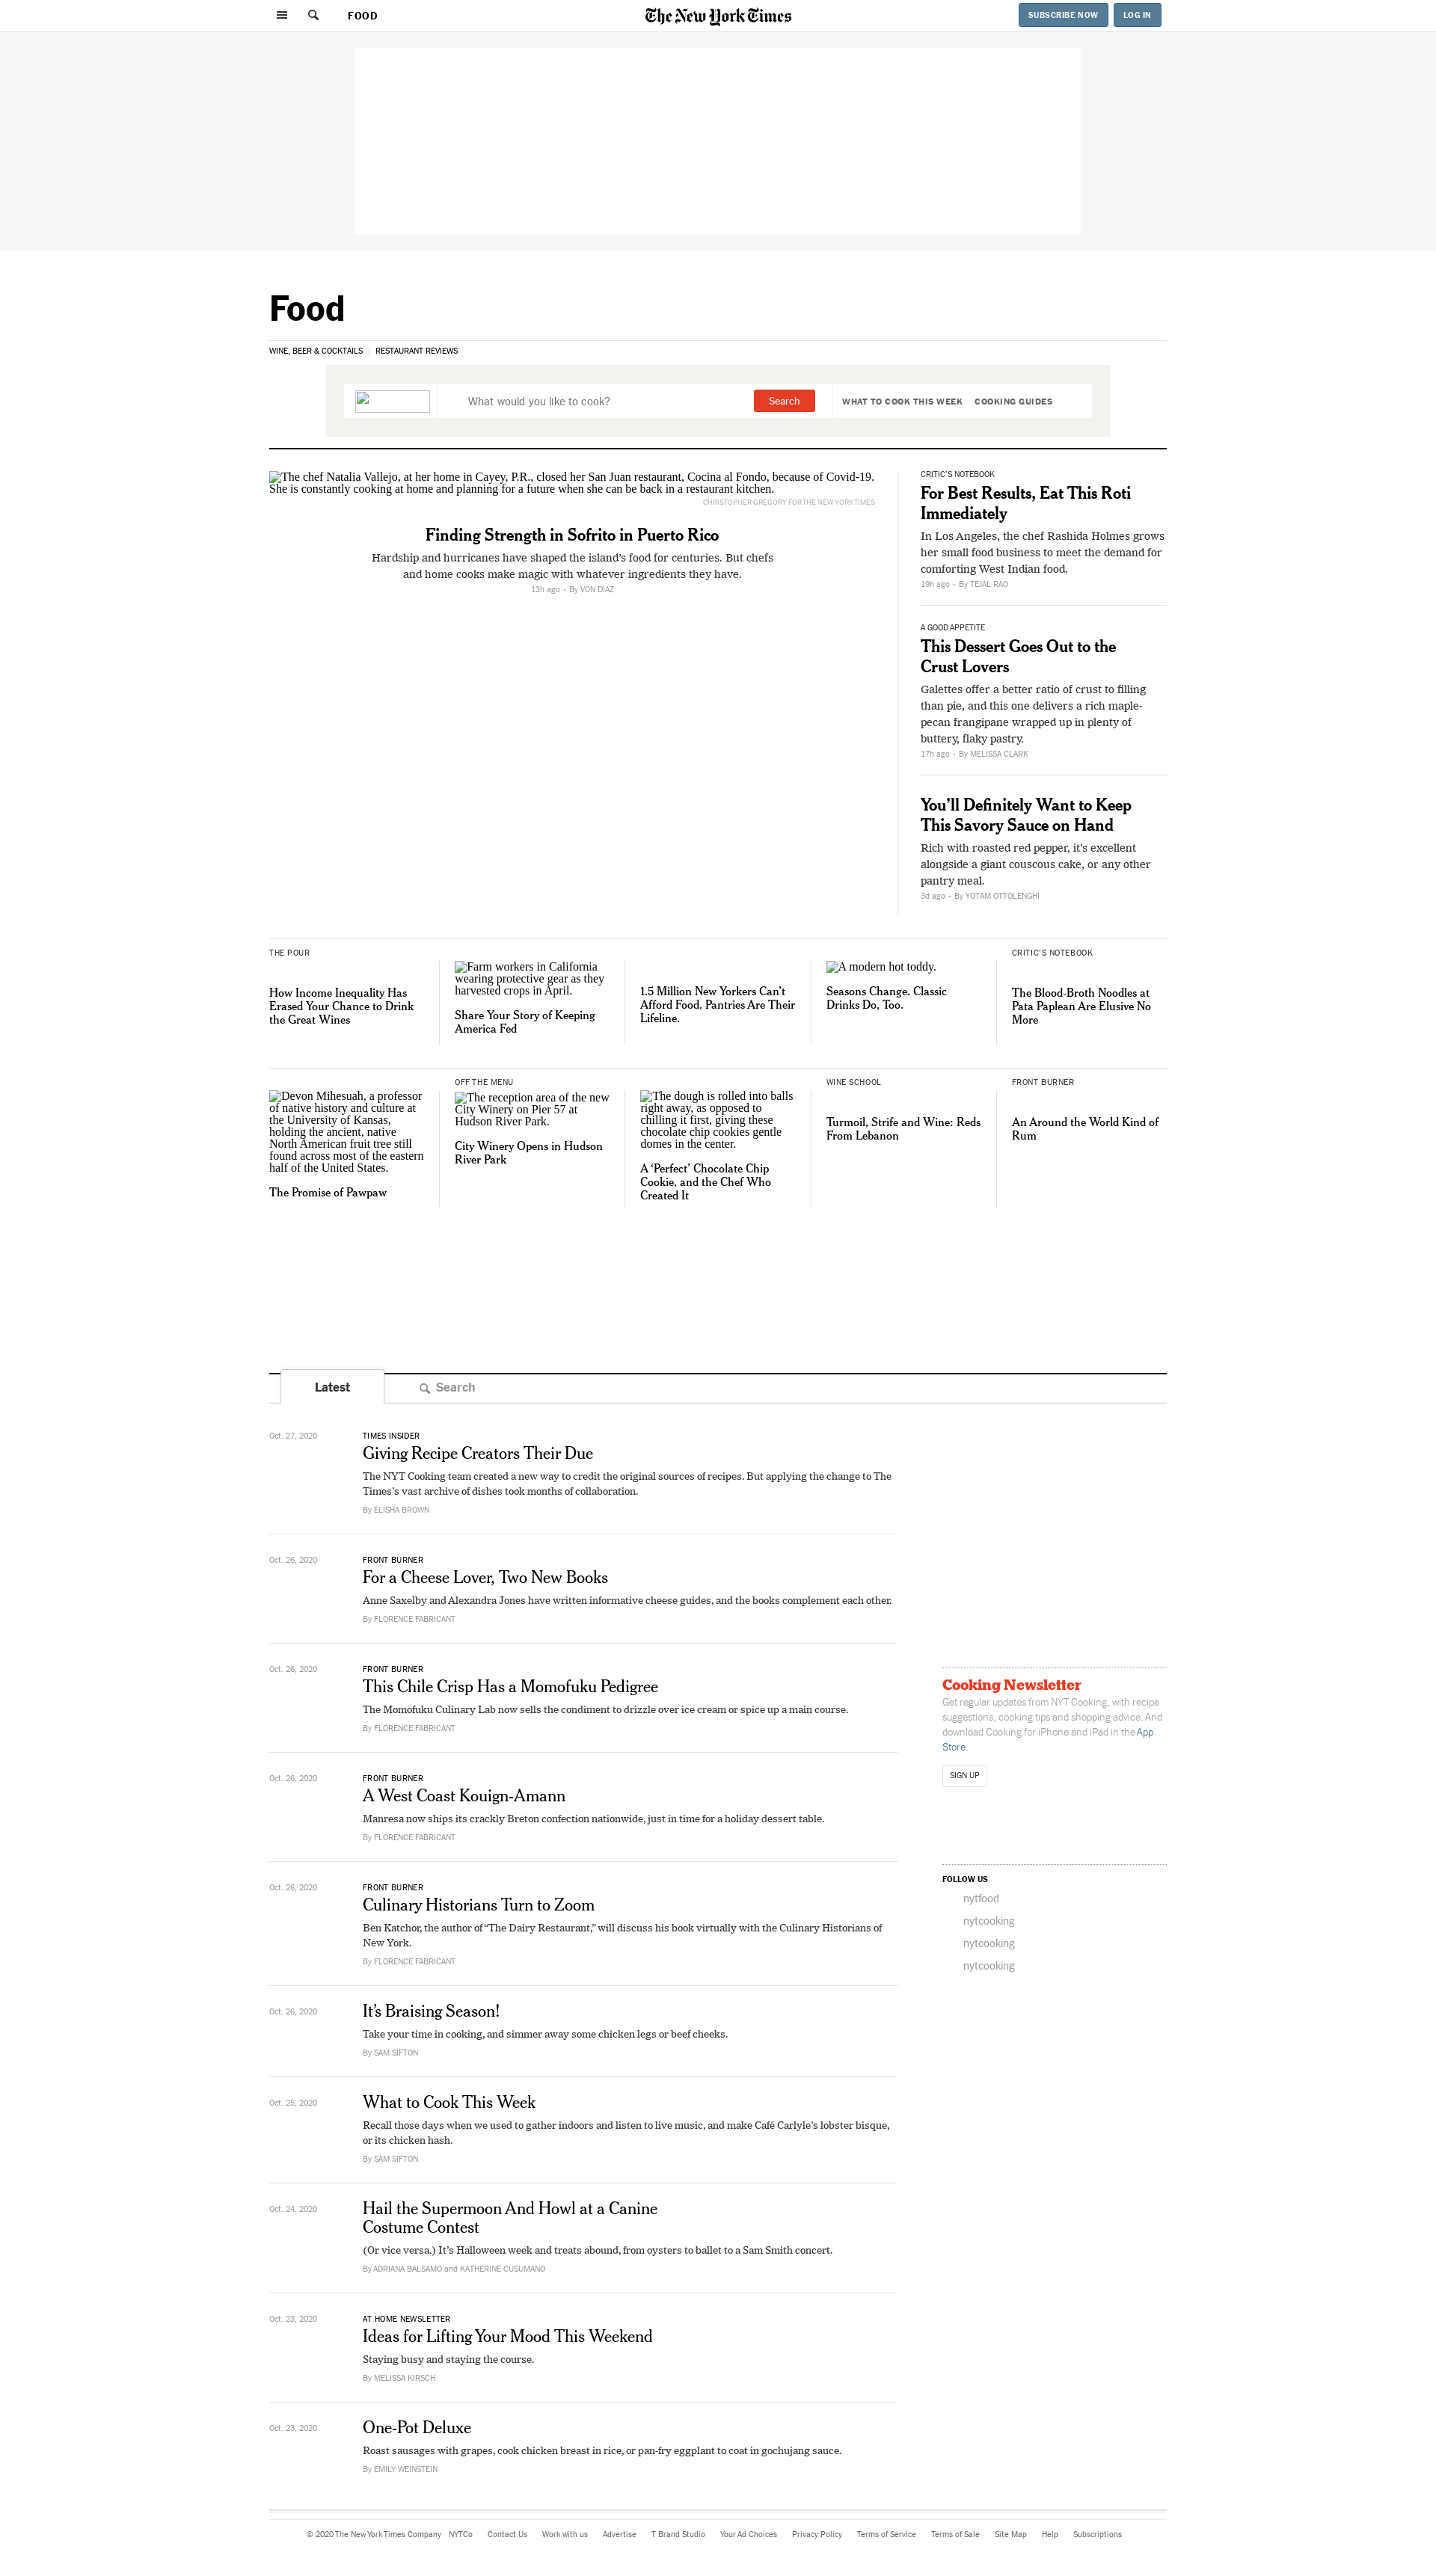 FOOD
The New York Times
SUBSCRIBE NOW
LOG IN
Food
WINE, BEER & COCKTAILS
RESTAURANT REVIEWS
What would you like to cook?
Search
WHAT TO COOK THIS WEEK
COOKING GUIDES
The chef Natalia Vallejo, at her home in Cayey, P.R., closed her San Juan restaurant, Cocina al Fondo, because of Covid-19.
She is constantly cooking at home and planning for a future when she can be back in a restaurant kitchen.
CHRISTOPHER GREGORY FOR THE NEW YORK TIMES
Finding Strength in Sofrito in Puerto Rico
Hardship and hurricanes have shaped the island’s food for centuries. But chefs
and home cooks make magic with whatever ingredients they have.
13h ago • By VON DIAZ
CRITIC’S NOTEBOOK
For Best Results, Eat This Roti
Immediately
In Los Angeles, the chef Rashida Holmes grows
her small food business to meet the demand for
comforting West Indian food.
19h ago • By TEJAL RAO
A GOOD APPETITE
This Dessert Goes Out to the
Crust Lovers
Galettes offer a better ratio of crust to filling
than pie, and this one delivers a rich maple-
pecan frangipane wrapped up in plenty of
buttery, flaky pastry.
17h ago • By MELISSA CLARK
You’ll Definitely Want to Keep
This Savory Sauce on Hand
Rich with roasted red pepper, it’s excellent
alongside a giant couscous cake, or any other
pantry meal.
3d ago • By YOTAM OTTOLENGHI
THE POUR
How Income Inequality Has
Erased Your Chance to Drink
the Great Wines
Farm workers in California
wearing protective gear as they
harvested crops in April.
Share Your Story of Keeping
America Fed
1.5 Million New Yorkers Can’t
Afford Food. Pantries Are Their
Lifeline.
A modern hot toddy.
Seasons Change. Classic
Drinks Do, Too.
CRITIC’S NOTEBOOK
The Blood-Broth Noodles at
Pata Paplean Are Elusive No
More
Devon Mihesuah, a professor
of native history and culture at
the University of Kansas,
holding the ancient, native
North American fruit tree still
found across most of the eastern
half of the United States.
The Promise of Pawpaw
OFF THE MENU
The reception area of the new
City Winery on Pier 57 at
Hudson River Park.
City Winery Opens in Hudson
River Park
The dough is rolled into balls
right away, as opposed to
chilling it first, giving these
chocolate chip cookies gentle
domes in the center.
A ‘Perfect’ Chocolate Chip
Cookie, and the Chef Who
Created It
WINE SCHOOL
Turmoil, Strife and Wine: Reds
From Lebanon
FRONT BURNER
An Around the World Kind of
Rum
Latest
Search
Oct. 27, 2020
TIMES INSIDER
Giving Recipe Creators Their Due
The NYT Cooking team created a new way to credit the original sources of recipes. But applying the change to The
Times’s vast archive of dishes took months of collaboration.
By ELISHA BROWN
Oct. 26, 2020
FRONT BURNER
For a Cheese Lover, Two New Books
Anne Saxelby and Alexandra Jones have written informative cheese guides, and the books complement each other.
By FLORENCE FABRICANT
Oct. 26, 2020
FRONT BURNER
This Chile Crisp Has a Momofuku Pedigree
The Momofuku Culinary Lab now sells the condiment to drizzle over ice cream or spice up a main course.
By FLORENCE FABRICANT
Oct. 26, 2020
FRONT BURNER
A West Coast Kouign-Amann
Manresa now ships its crackly Breton confection nationwide, just in time for a holiday dessert table.
By FLORENCE FABRICANT
Oct. 26, 2020
FRONT BURNER
Culinary Historians Turn to Zoom
Ben Katchor, the author of “The Dairy Restaurant,” will discuss his book virtually with the Culinary Historians of
New York.
By FLORENCE FABRICANT
Oct. 26, 2020
It’s Braising Season!
Take your time in cooking, and simmer away some chicken legs or beef cheeks.
By SAM SIFTON
Oct. 25, 2020
What to Cook This Week
Recall those days when we used to gather indoors and listen to live music, and make Café Carlyle’s lobster bisque,
or its chicken hash.
By SAM SIFTON
Oct. 24, 2020
Hail the Supermoon And Howl at a Canine
Costume Contest
(Or vice versa.) It’s Halloween week and treats abound, from oysters to ballet to a Sam Smith concert.
By ADRIANA BALSAMO and KATHERINE CUSUMANO
Oct. 23, 2020
AT HOME NEWSLETTER
Ideas for Lifting Your Mood This Weekend
Staying busy and staying the course.
By MELISSA KIRSCH
Oct. 23, 2020
One-Pot Deluxe
Roast sausages with grapes, cook chicken breast in rice, or pan-fry eggplant to coat in gochujang sauce.
By EMILY WEINSTEIN
Cooking Newsletter
Get regular updates from NYT Cooking, with recipe
suggestions, cooking tips and shopping advice. And
download Cooking for iPhone and iPad in the App
Store.
SIGN UP
FOLLOW US
nytfood
nytcooking
nytcooking
nytcooking
© 2020 The New York Times Company NYTCo Contact Us Work with us Advertise T Brand Studio Your Ad Choices Privacy Policy Terms of Service Terms of Sale Site Map Help Subscriptions